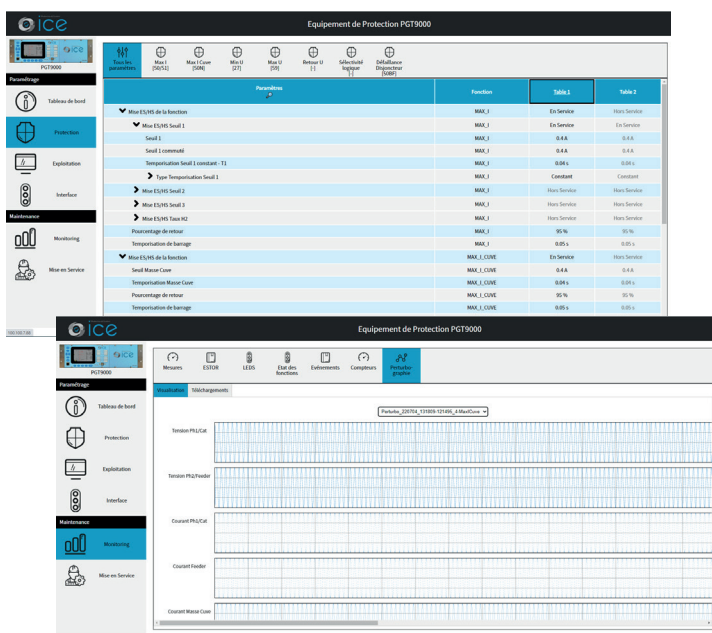 ice
Equipement de Protection PGT9000
PGT9000
Paramétrage
Tableau de bord
Protection
Exploitation
Interface
Maintenance
Monitoring
Mise en Service
Tous les paramètres
Max I [50/51]
Max I Cuve [50N]
Min U [27]
Max U [59]
Retour U [-]
Sélectivité logique [-]
Défaillance Disjoncteur [50BF]
Paramètres Fonction Table 1 Table 2
Mise ES/HS de la fonction MAX_I En Service Hors Service
Mise ES/HS Seuil 1 MAX_I En Service Hors Service
Seuil 1 MAX_I 0.4 A 0.4 A
Seuil 1 commuté MAX_I 0.4 A 0.4 A
Temporisation Seuil 1 constant - T1 MAX_I 0.04 s 0.04 s
Type Temporisation Seuil 1 MAX_I Constant Constant
Mise ES/HS Seuil 2 MAX_I Hors Service Hors Service
Mise ES/HS Seuil 3 MAX_I Hors Service Hors Service
Mise ES/HS Taux H2 MAX_I Hors Service Hors Service
Pourcentage de retour MAX_I 95 % 95 %
Temporisation de barrage MAX_I 0.05 s 0.05 s
Mise ES/HS de la fonction MAX_I_CUVE En Service Hors Service
Seuil Masse Cuve MAX_I_CUVE 0.4 A 0.4 A
Temporisation Masse Cuve MAX_I_CUVE 0.04 s 0.04 s
Pourcentage de retour MAX_I_CUVE 95 % 95 %
Temporisation de barrage MAX_I_CUVE 0.05 s 0.05 s
ice
Equipement de Protection PGT9000
PGT9000
Paramétrage
Tableau de bord
Protection
Exploitation
Interface
Maintenance
Monitoring
Mise en Service
Mesures
ESTOR
LEDS
Etat des fonctions
Evénements
Compteurs
Perturbo-graphie
Visualisation Téléchargements
Perturbo_220704_131809.121496_4:MaxICuve
Tension Ph1/Cat
Tension Ph2/Feeder
Courant Ph1/Cat
Courant Feeder
Courant Masse Cuve